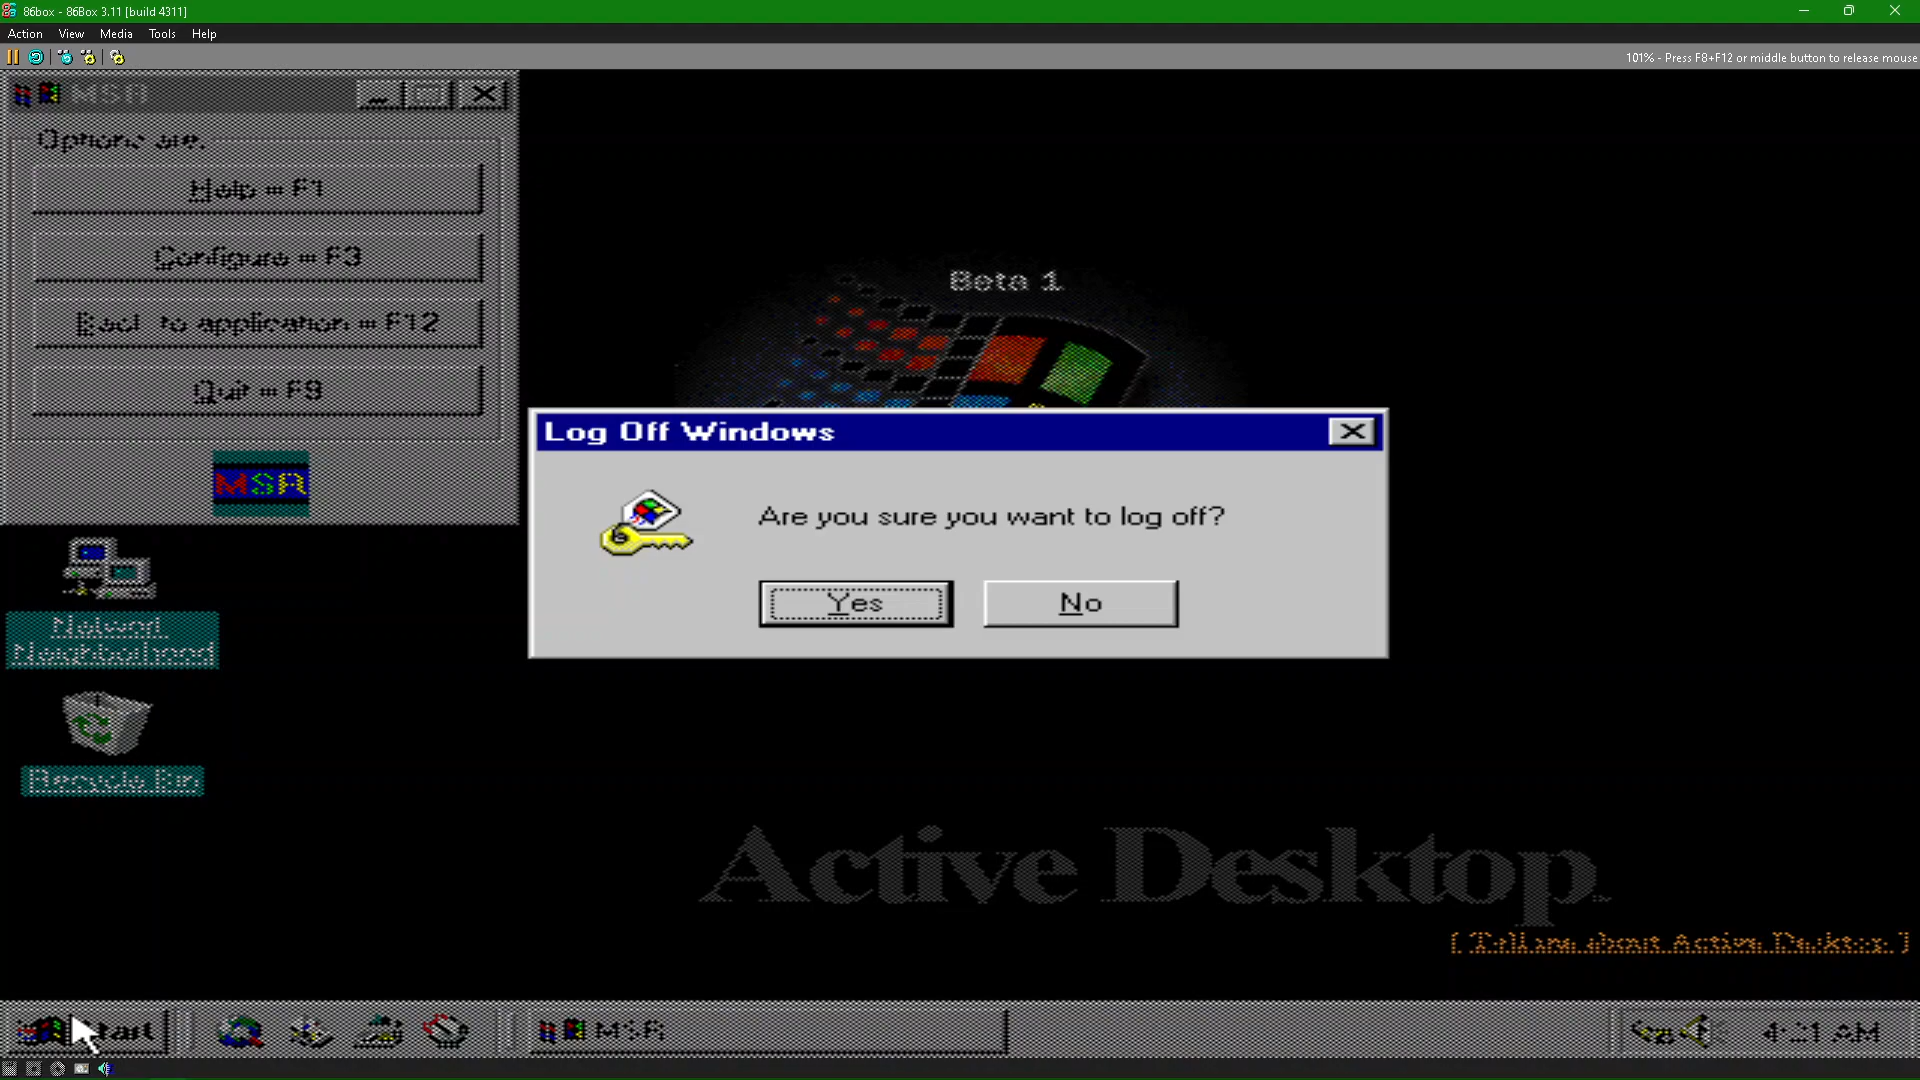 86box - 86Box 3.11 [build 4311]
Action View Media Tools Help
101% - Press F8+F12 or middle button to release mouse
MSA
Options are.
Help = F1
Configure = F3
Back to application = F12
Quit = F9
MSA
Beta 1
Log Off Windows
Are you sure you want to log off?
Yes No
Network
Neighborhood
Recycle Bin
Active Desktop
[ Tell me about Active Desktop. ]
Start MSA 4:21 AM